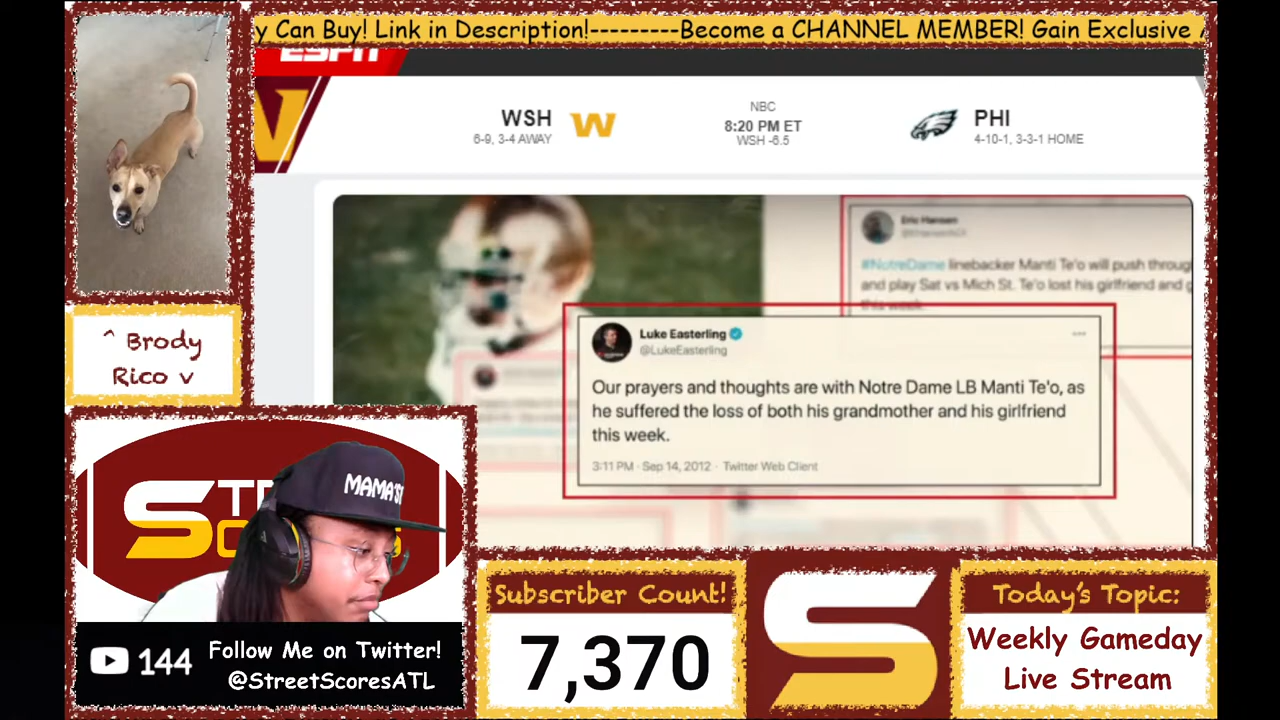 y Can Buy! Link in Description!---------Become a CHANNEL MEMBER! Gain Exclusive
ESPN
WSH
6-9, 3-4 AWAY
NBC
8:20 PM ET
WSH -6.5
PHI
4-10-1, 3-3-1 HOME
Eric Hansen
#NotreDame linebacker Manti Te'o will push throug
and play Sat vs Mich St. Te'o lost his girlfriend and g
this week.
Luke Easterling
@LukeEasterling
Our prayers and thoughts are with Notre Dame LB Manti Te'o, as
he suffered the loss of both his grandmother and his girlfriend
this week.
3:11 PM · Sep 14, 2012 · Twitter Web Client
^ Brody
Rico v
MAMA'S
144
Follow Me on Twitter!
@StreetScoresATL
Subscriber Count!
7,370
S
Today's Topic:
Weekly Gameday
Live Stream